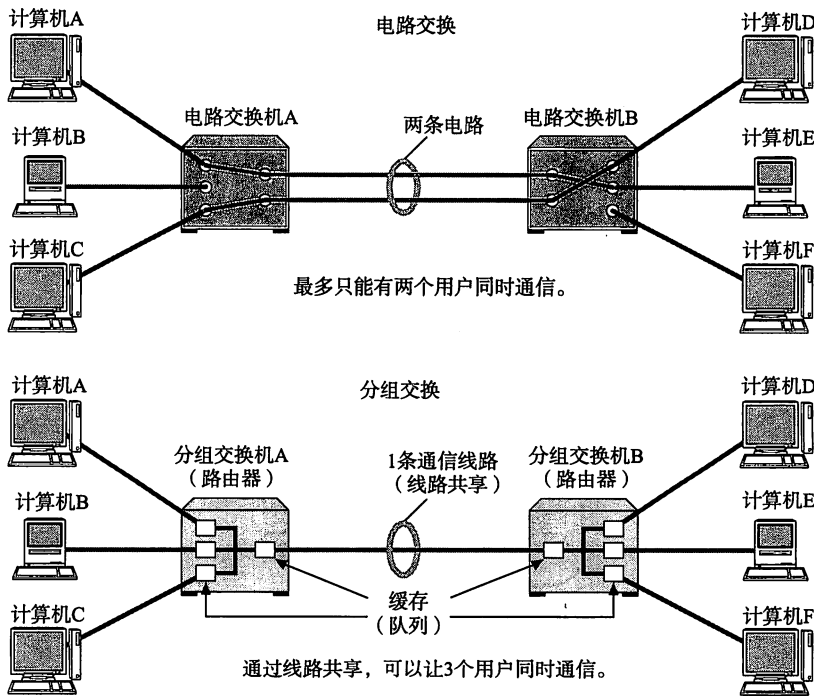 计算机A
电路交换
计算机D
电路交换机A
两条电路
电路交换机B
计算机B
计算机E
计算机C
计算机F
最多只能有两个用户同时通信。
计算机A
分组交换
计算机D
分组交换机A
（路由器）
1条通信线路
（线路共享）
分组交换机B
（路由器）
计算机B
计算机E
计算机C
缓存
（队列）
计算机F
通过线路共享，可以让3个用户同时通信。